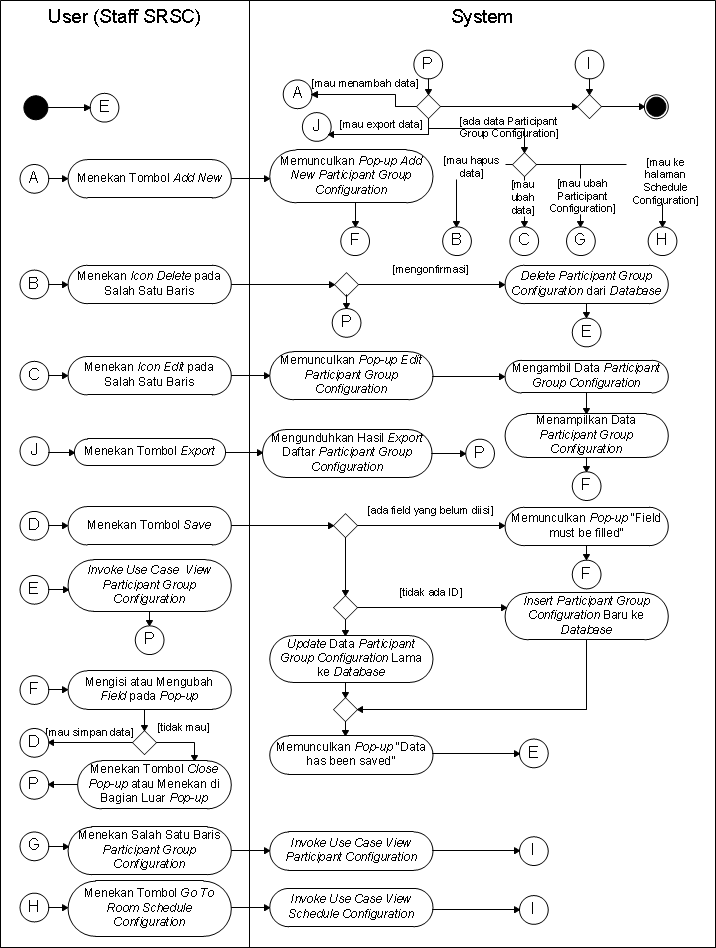 User (Staff SRSC)
System
P
I
[mau menambah data]
A
E
J
[mau export data]
[ada data Participant
Group Configuration]
A
Menekan Tombol Add New
Memunculkan Pop-up Add
New Participant Group
Configuration
[mau hapus
data]
[mau
ubah
data]
[mau ubah
Participant
Configuration]
[mau ke
halaman
Schedule
Configuration]
F
B
C
G
H
B
Menekan Icon Delete pada
Salah Satu Baris
[mengonfirmasi]
Delete Participant Group
Configuration dari Database
P
E
C
Menekan Icon Edit pada
Salah Satu Baris
Memunculkan Pop-up Edit
Participant Group
Configuration
Mengambil Data Participant
Group Configuration
J
Menekan Tombol Export
Mengunduhkan Hasil Export
Daftar Participant Group
Configuration
P
Menampilkan Data
Participant Group
Configuration
F
D
Menekan Tombol Save
[ada field yang belum diisi]
Memunculkan Pop-up "Field
must be filled"
F
E
Invoke Use Case View
Participant Group
Configuration
P
[tidak ada ID]
Insert Participant Group
Configuration Baru ke
Database
Update Data Participant
Group Configuration Lama
ke Database
F
Mengisi atau Mengubah
Field pada Pop-up
D
[mau simpan data]
[tidak mau]
Memunculkan Pop-up "Data
has been saved"
E
P
Menekan Tombol Close
Pop-up atau Menekan di
Bagian Luar Pop-up
G
Menekan Salah Satu Baris
Participant Group
Configuration
Invoke Use Case View
Participant Configuration
I
H
Menekan Tombol Go To
Room Schedule
Configuration
Invoke Use Case View
Schedule Configuration
I